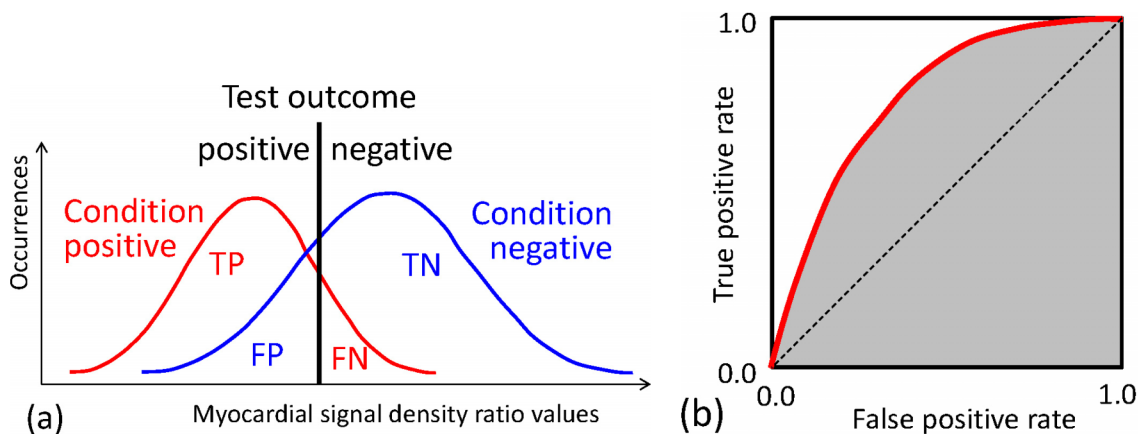 Test outcome
positive negative
Occurrences
Condition
positive
TP
FP
FN
TN
Condition
negative
Myocardial signal density ratio values
(a)
1.0
True positive rate
0.0
0.0
1.0
False positive rate
(b)